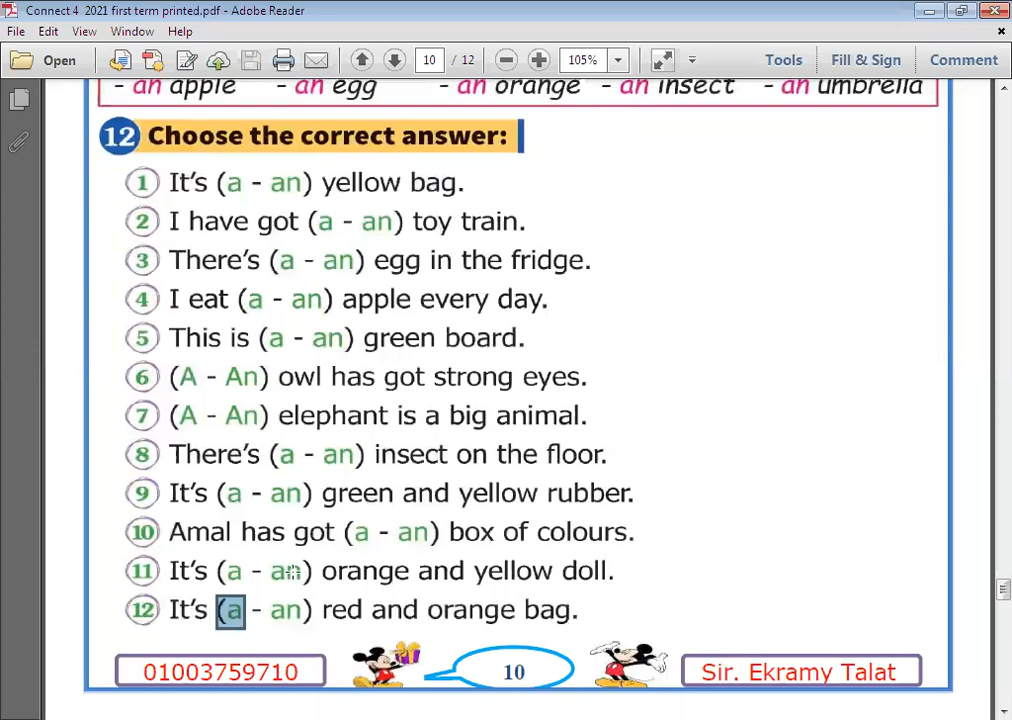 Connect 4 2021 first term printed.pdf - Adobe Reader
File Edit View Window Help
Open 10 / 12 105% Tools Fill & Sign Comment
- an apple - an egg - an orange - an insect - an umbrella
12 Choose the correct answer:
1 It's (a - an) yellow bag.
2 I have got (a - an) toy train.
3 There's (a - an) egg in the fridge.
4 I eat (a - an) apple every day.
5 This is (a - an) green board.
6 (A - An) owl has got strong eyes.
7 (A - An) elephant is a big animal.
8 There's (a - an) insect on the floor.
9 It's (a - an) green and yellow rubber.
10 Amal has got (a - an) box of colours.
11 It's (a - an) orange and yellow doll.
12 It's (a - an) red and orange bag.
01003759710 10 Sir. Ekramy Talat